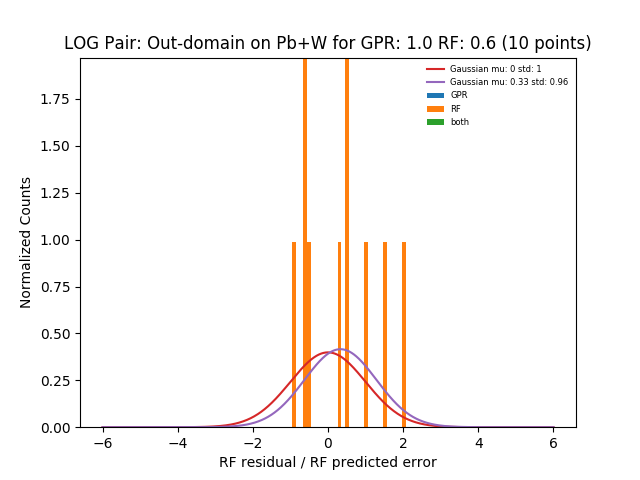 LOG Pair: Out-domain on Pb+W for GPR: 1.0 RF: 0.6 (10 points)
Gaussian mu: 0 std: 1
Gaussian mu: 0.33 std: 0.96
GPR
RF
both
Normalized Counts
1.75
1.50
1.25
1.00
0.75
0.50
0.25
0.00
−6 −4 −2 0 2 4 6
RF residual / RF predicted error